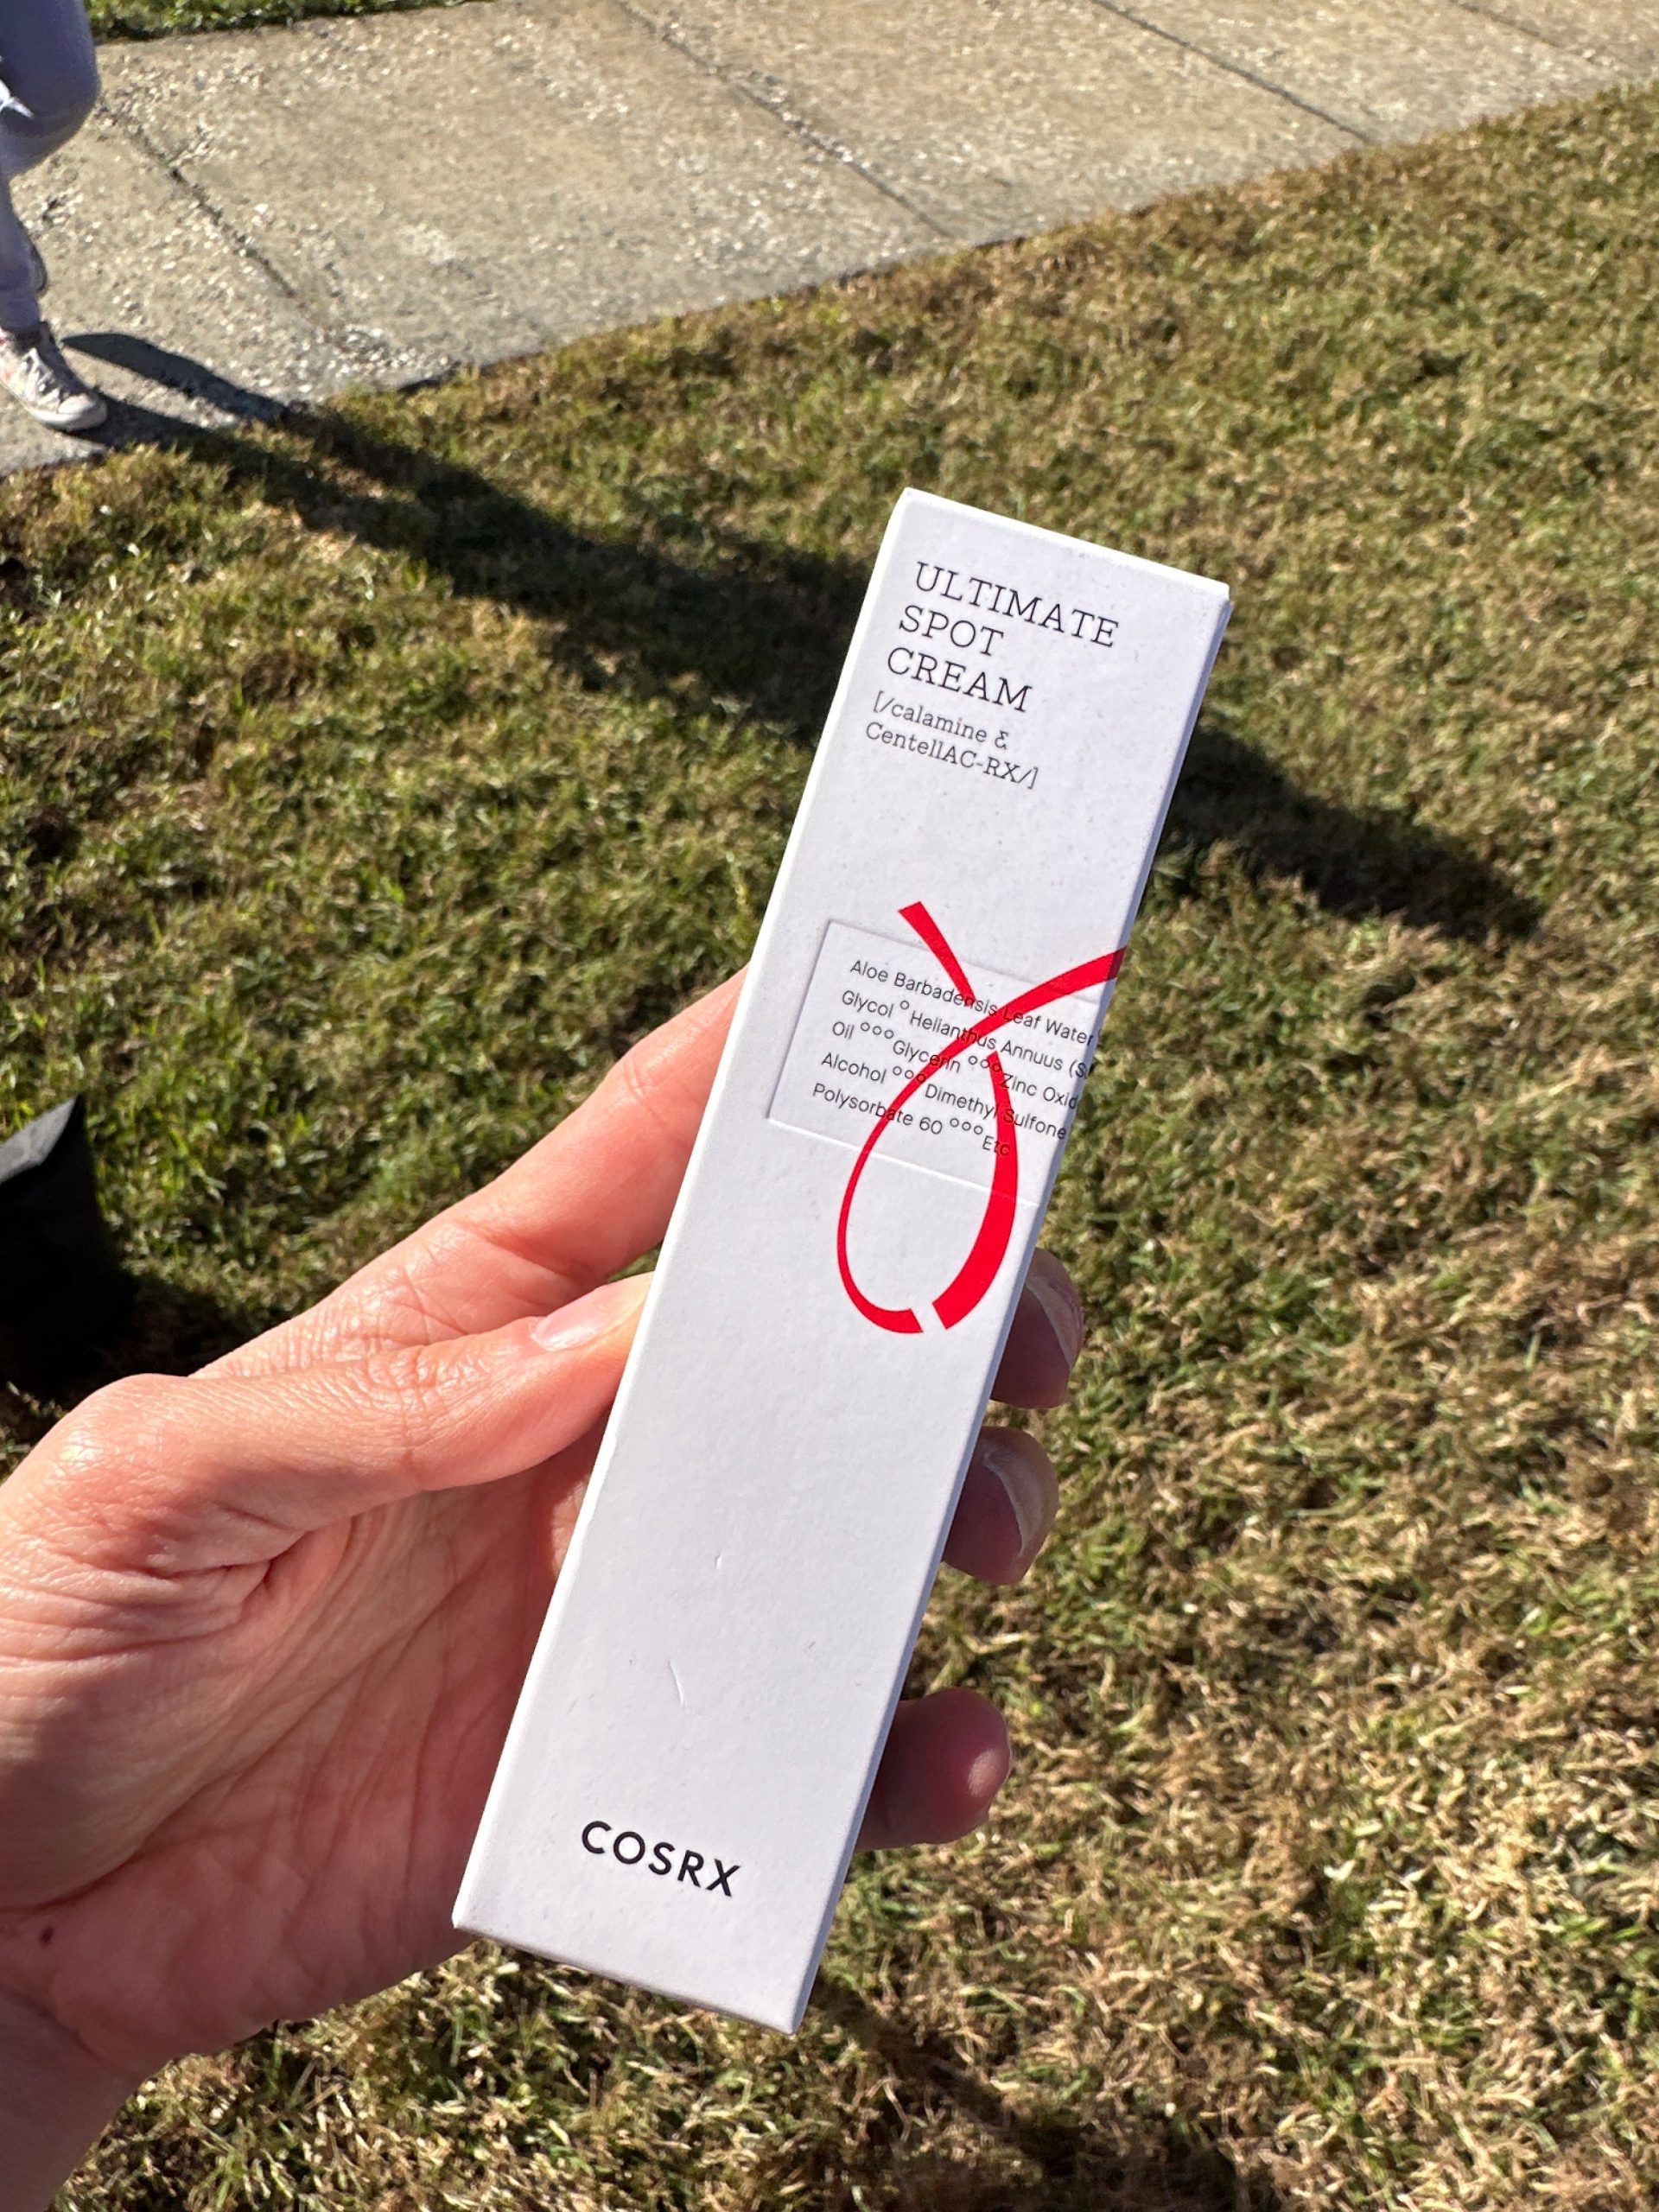 ULTIMATE
SPOT
CREAM
[/calamine &
CentellAC-RX/]
Aloe Barbadensis Leaf Water
Glycol ° Helianthus Annuus (S
Oil °°° Glycerin °°° Zinc Oxid
Alcohol °°° Dimethyl Sulfone
Polysorbate 60 °°° Etc
COSRX